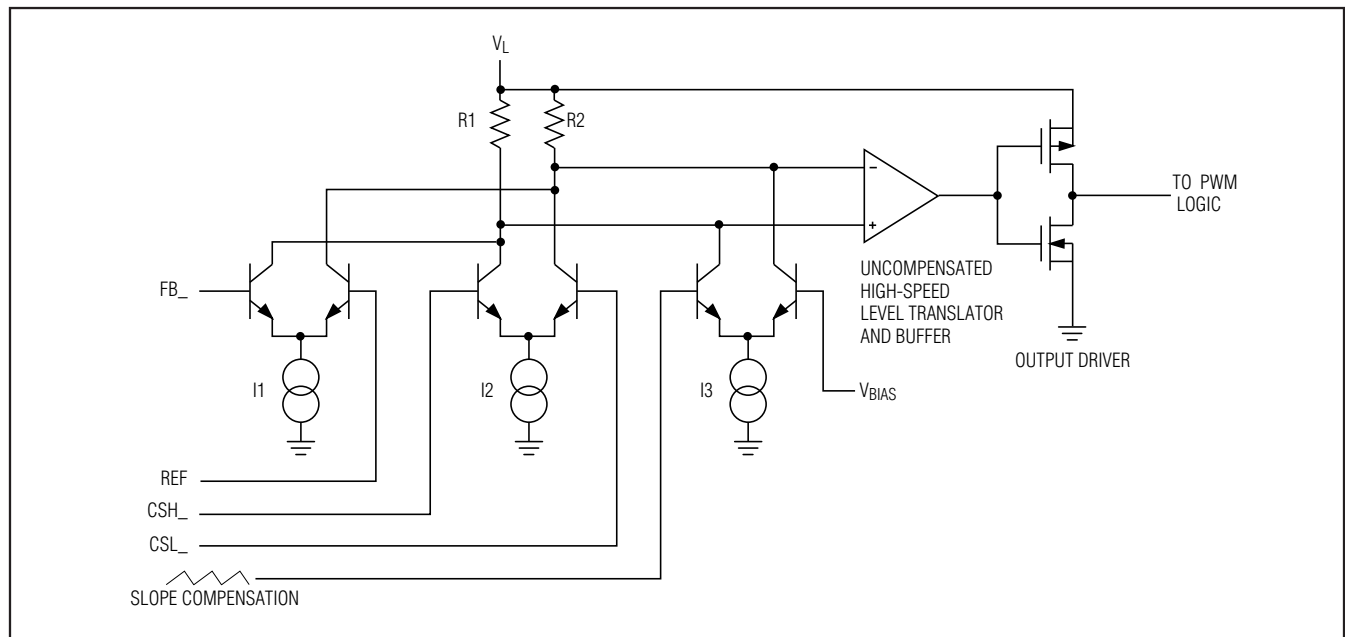 VL
R1
R2
−
+
TO PWM
LOGIC
FB_
UNCOMPENSATED
HIGH-SPEED
LEVEL TRANSLATOR
AND BUFFER
OUTPUT DRIVER
I1
I2
I3
VBIAS
REF
CSH_
CSL_
SLOPE COMPENSATION